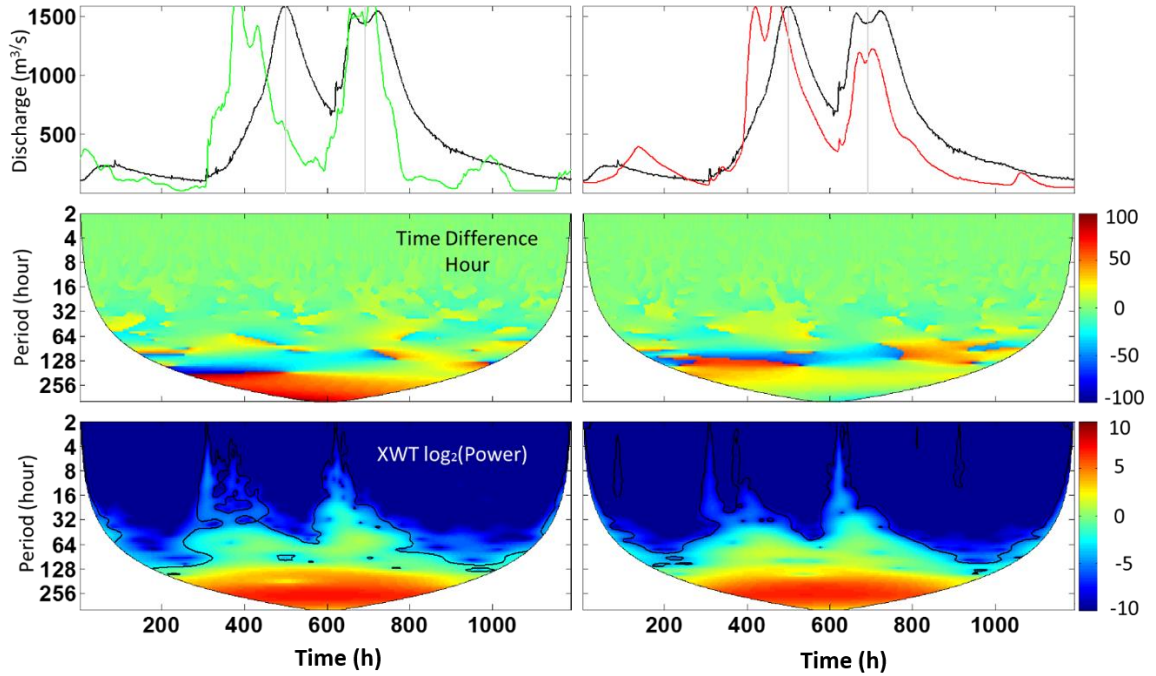 Discharge (m³/s)
1500
1000
500
Period (hour)
2
4
8
16
32
64
128
256
Time Difference
Hour
100
50
0
-50
-100
Period (hour)
2
4
8
16
32
64
128
256
XWT log₂(Power)
10
5
0
-5
-10
200 400 600 800 1000
200 400 600 800 1000
Time (h)
Time (h)